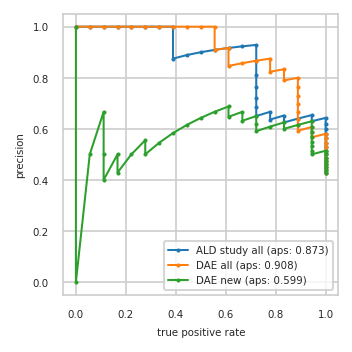 1.0
0.8
0.6
0.4
0.2
0.0
precision
ALD study all (aps: 0.873)
DAE all (aps: 0.908)
DAE new (aps: 0.599)
0.0 0.2 0.4 0.6 0.8 1.0
true positive rate